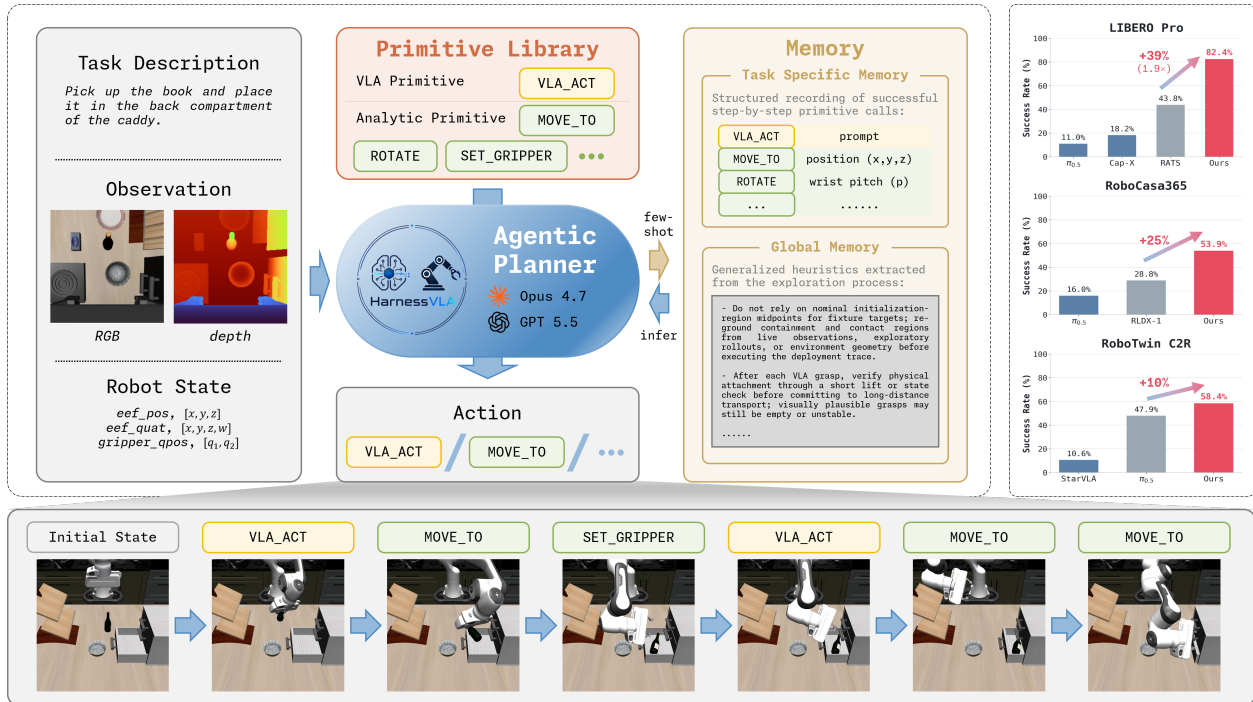 Task Description
Pick up the book and place
it in the back compartment
of the caddy.
Observation
RGB
depth
Robot State
eef_pos, [x,y,z]
eef_quat, [x,y,z,w]
gripper_qpos, [q₁,q₂]
Primitive Library
VLA Primitive
VLA_ACT
Analytic Primitive
MOVE_TO
ROTATE
SET_GRIPPER
HarnessVLA
Agentic
Planner
Opus 4.7
GPT 5.5
few-
shot
infer
Action
VLA_ACT
MOVE_TO
Memory
Task Specific Memory
Structured recording of successful
step-by-step primitive calls:
VLA_ACT prompt
MOVE_TO position (x,y,z)
ROTATE wrist pitch (p)
... ......
Global Memory
Generalized heuristics extracted
from the exploration process:
- Do not rely on nominal initialization-
region midpoints for fixture targets; re-
ground containment and contact regions
from live observations, exploratory
rollouts, or environment geometry before
executing the deployment trace.
- After each VLA grasp, verify physical
attachment through a short lift or state
check before committing to long-distance
transport; visually plausible grasps may
still be empty or unstable.
......
LIBERO Pro
Success Rate (%)
100
80
60
40
20
0
11.0%
18.2%
43.8%
82.4%
+39%
(1.9×)
π₀.₅
Cap-X
RATS
Ours
RoboCasa365
Success Rate (%)
100
80
60
40
20
0
16.0%
28.8%
53.9%
+25%
π₀.₅
RLDX-1
Ours
RoboTwin C2R
Success Rate (%)
100
80
60
40
20
0
10.6%
47.9%
58.4%
+10%
StarVLA
π₀.₅
Ours
Initial State
VLA_ACT
MOVE_TO
SET_GRIPPER
VLA_ACT
MOVE_TO
MOVE_TO